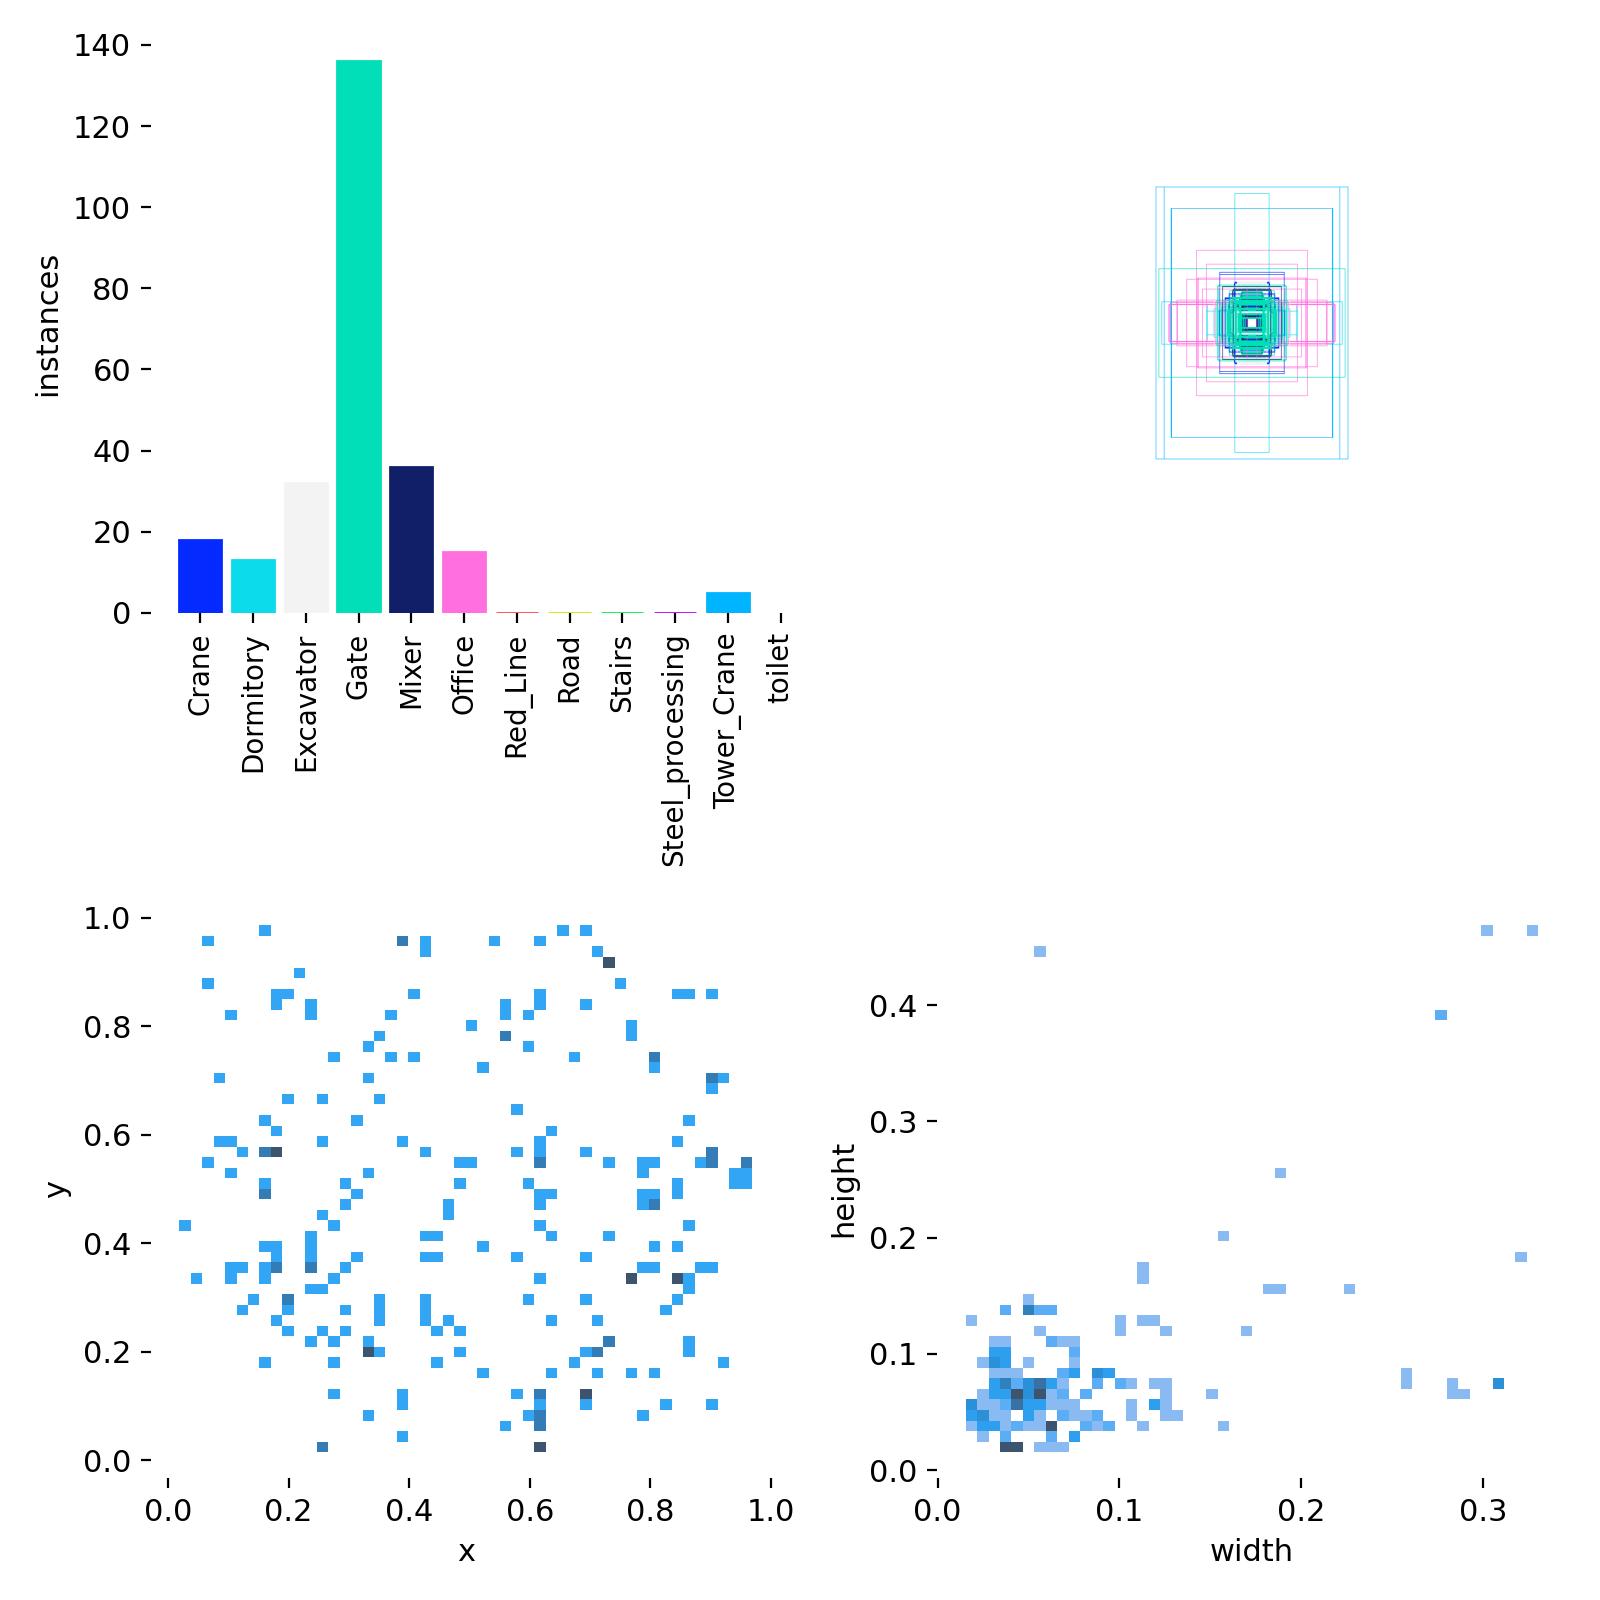 140
120
100
80
60
40
20
0
instances
Crane
Dormitory
Excavator
Gate
Mixer
Office
Red_Line
Road
Stairs
Steel_processing
Tower_Crane
toilet
1.0
0.8
0.6
0.4
0.2
0.0
y
0.0 0.2 0.4 0.6 0.8 1.0
x
0.4
0.3
0.2
0.1
0.0
height
0.0 0.1 0.2 0.3
width